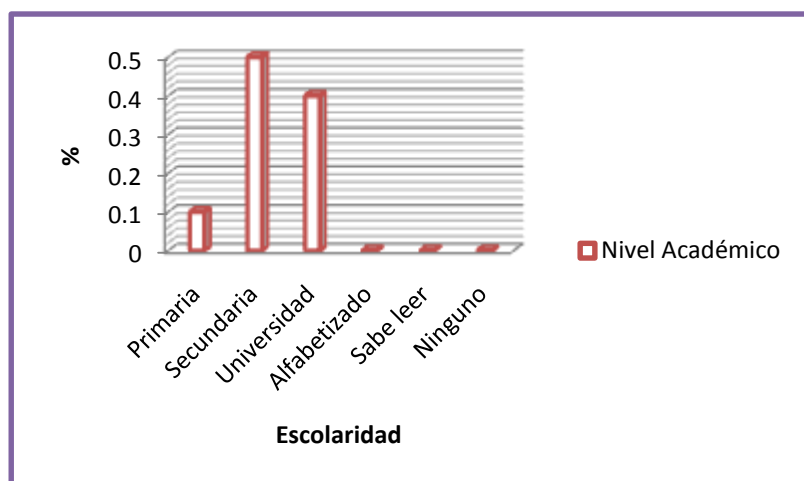 0.5
0.4
0.3
0.2
0.1
0
%
Primaria
Secundaria
Universidad
Alfabetizado
Sabe leer
Ninguno
Escolaridad
Nivel Académico